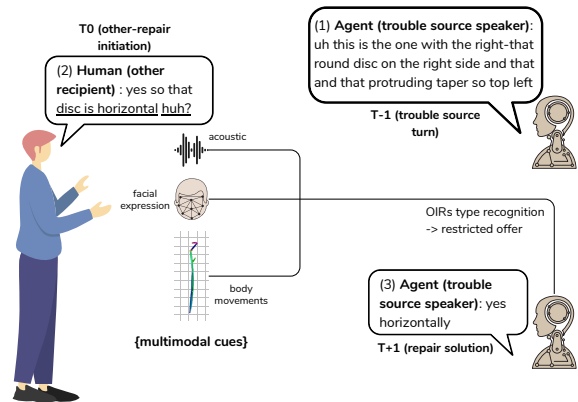 T0 (other-repair
initiation)
(2) Human (other
recipient) : yes so that
disc is horizontal huh?
(1) Agent (trouble source speaker):
uh this is the one with the right-that
round disc on the right side and that
and that protruding taper so top left
T-1 (trouble source
turn)
acoustic
facial
expression
body
movements
{multimodal cues}
OIRs type recognition
-> restricted offer
(3) Agent (trouble
source speaker): yes
horizontally
T+1 (repair solution)